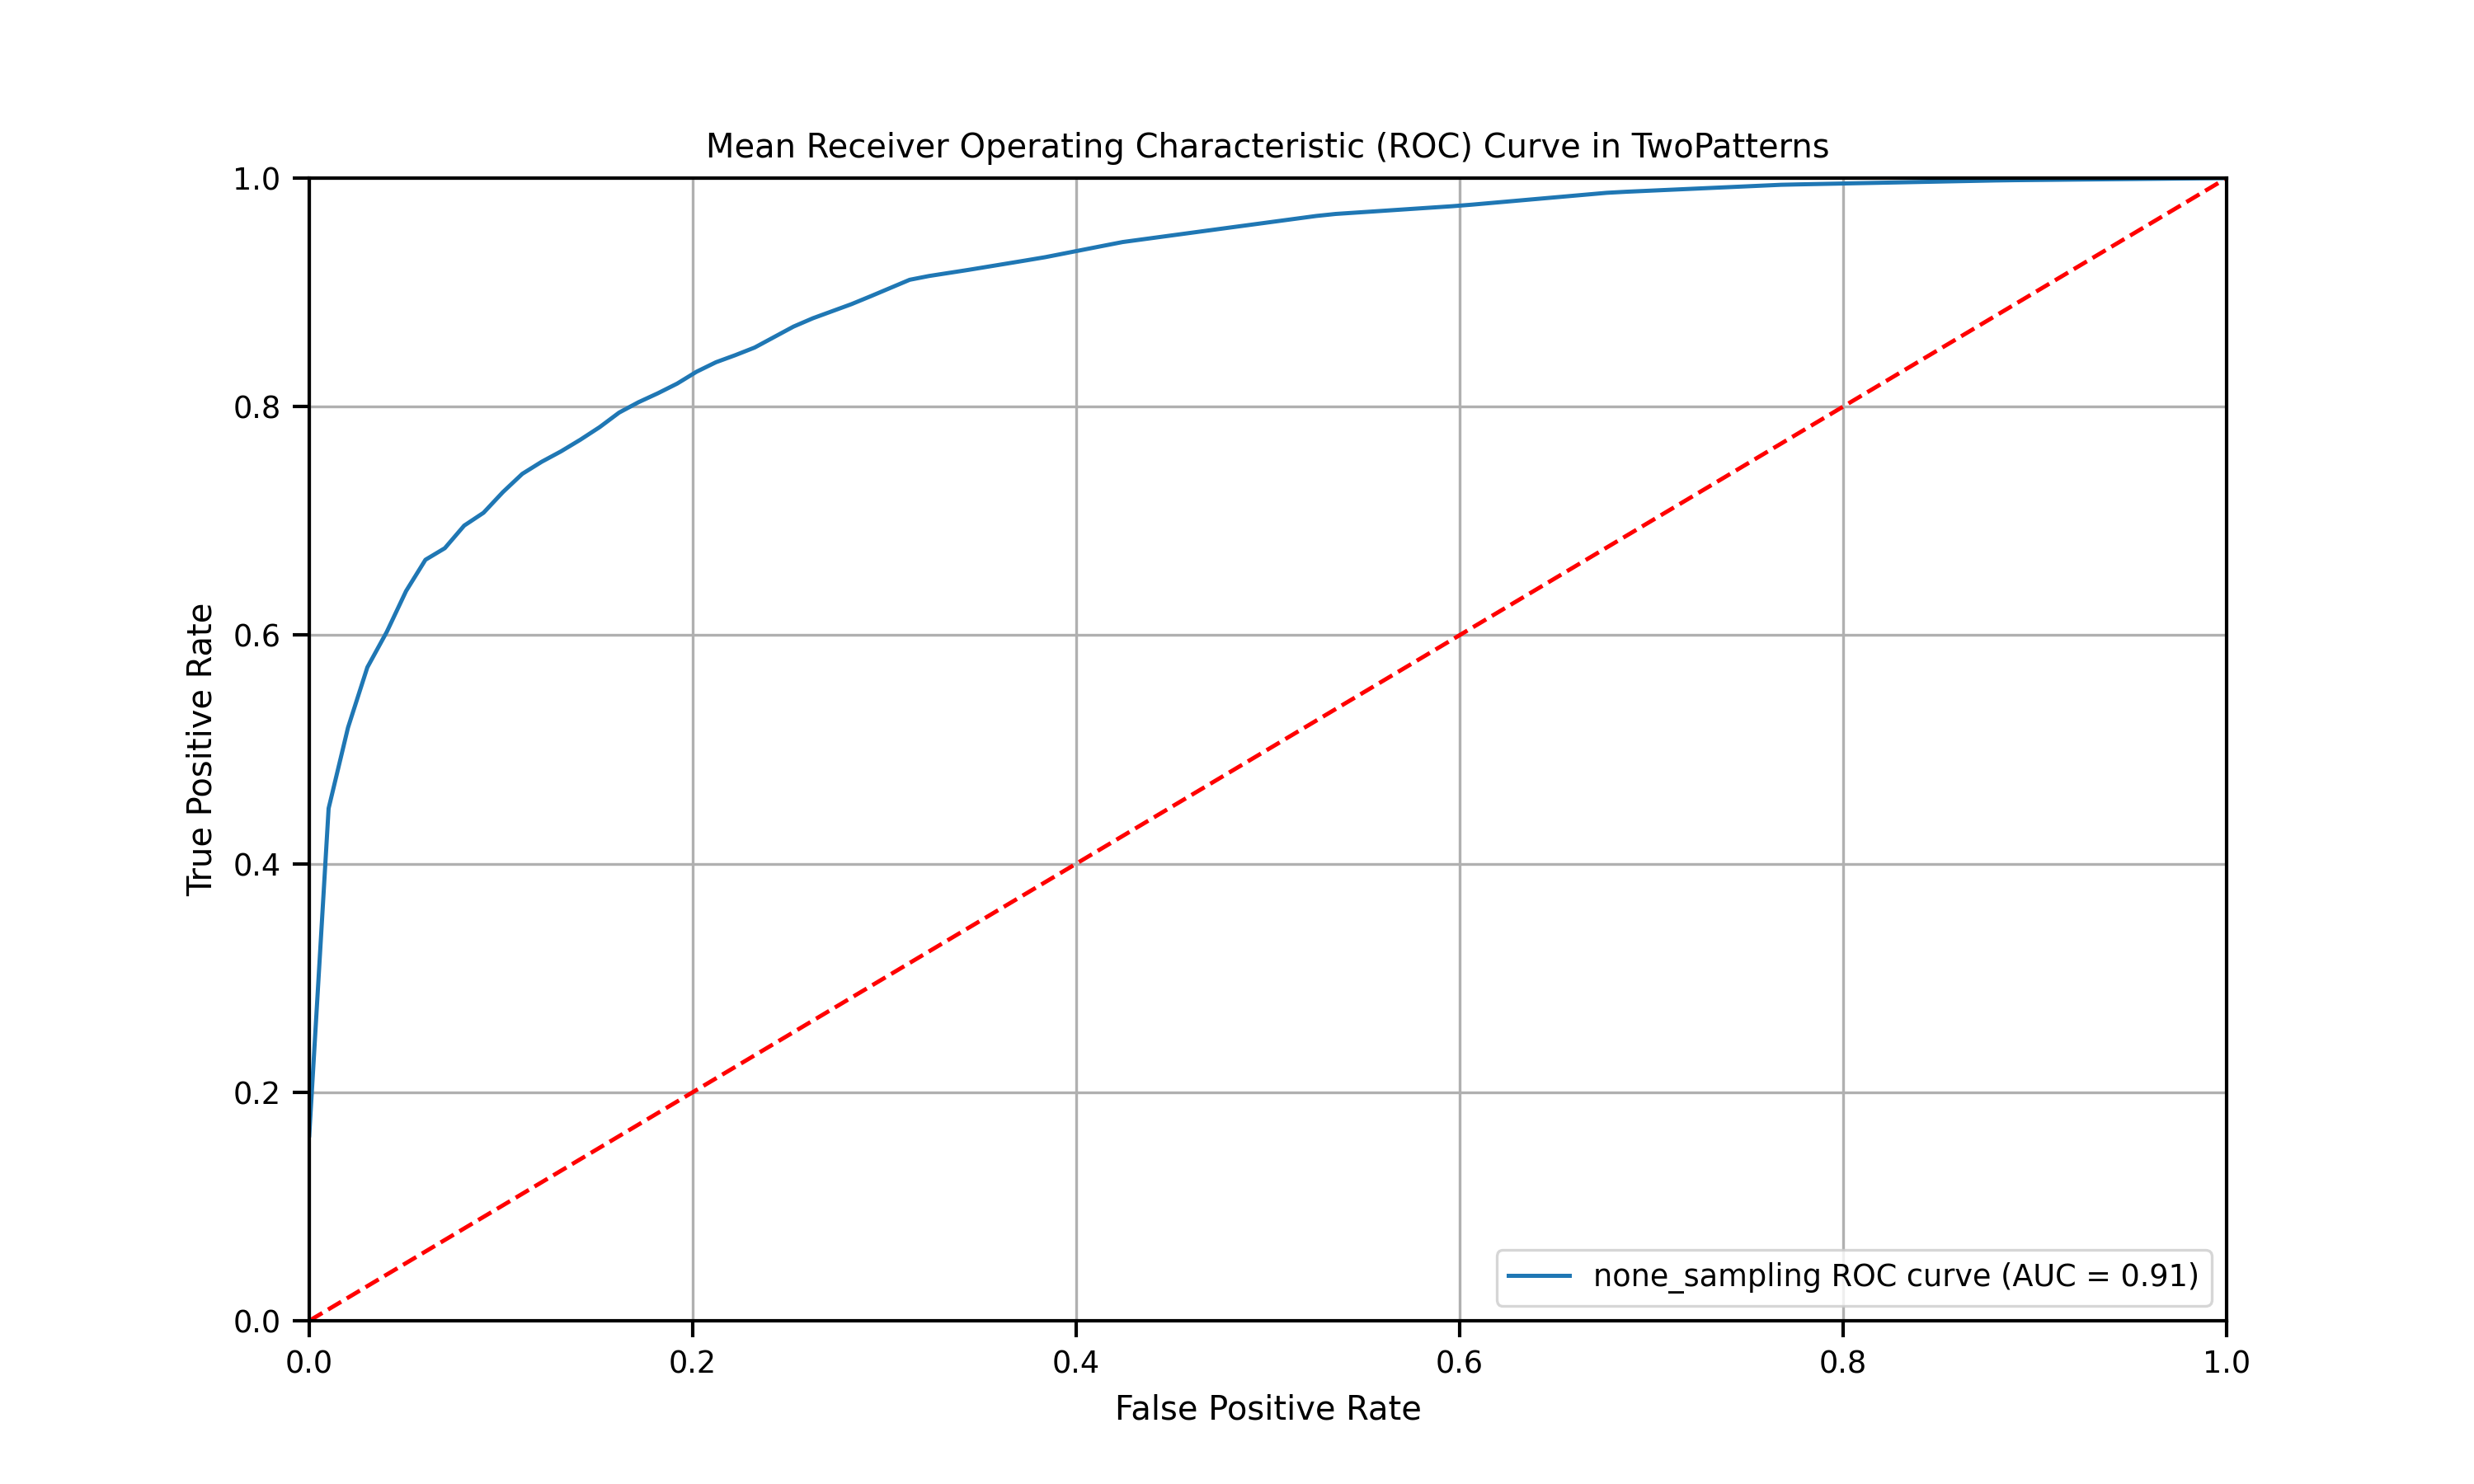 Mean Receiver Operating Characteristic (ROC) Curve in TwoPatterns
1.0
0.8
0.6
0.4
0.2
0.0
True Positive Rate
none_sampling ROC curve (AUC = 0.91)
0.0 0.2 0.4 0.6 0.8 1.0
False Positive Rate